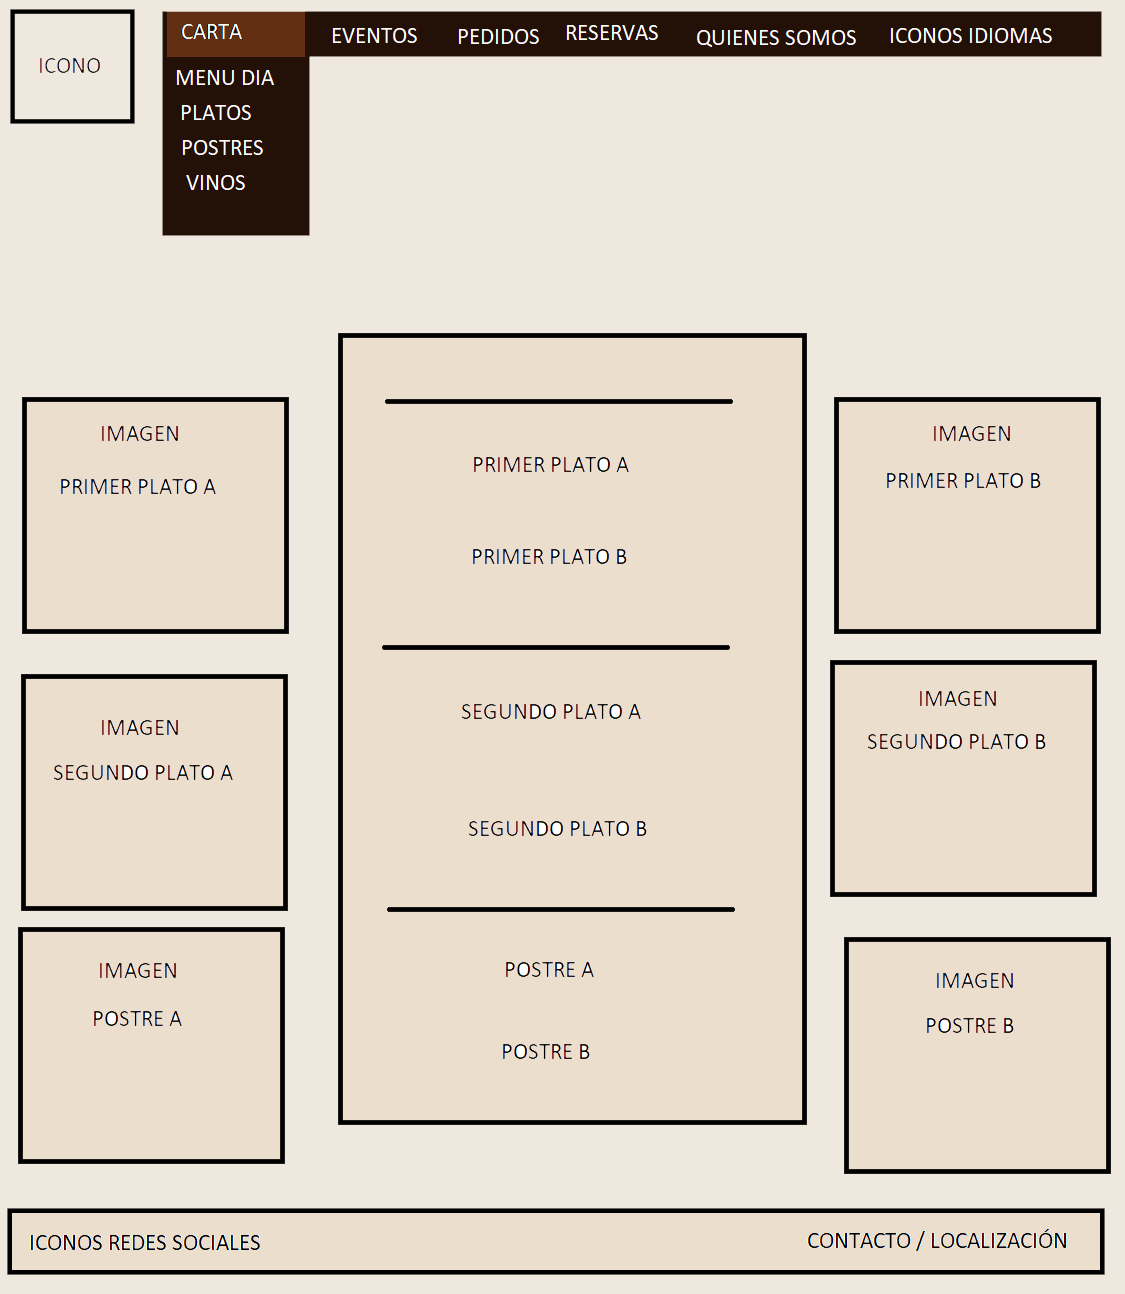 ICONO
CARTA
EVENTOS
PEDIDOS
RESERVAS
QUIENES SOMOS
ICONOS IDIOMAS
MENU DIA
PLATOS
POSTRES
VINOS
IMAGEN
PRIMER PLATO A
IMAGEN
SEGUNDO PLATO A
IMAGEN
POSTRE A
PRIMER PLATO A
PRIMER PLATO B
SEGUNDO PLATO A
SEGUNDO PLATO B
POSTRE A
POSTRE B
IMAGEN
PRIMER PLATO B
IMAGEN
SEGUNDO PLATO B
IMAGEN
POSTRE B
ICONOS REDES SOCIALES
CONTACTO / LOCALIZACIÓN